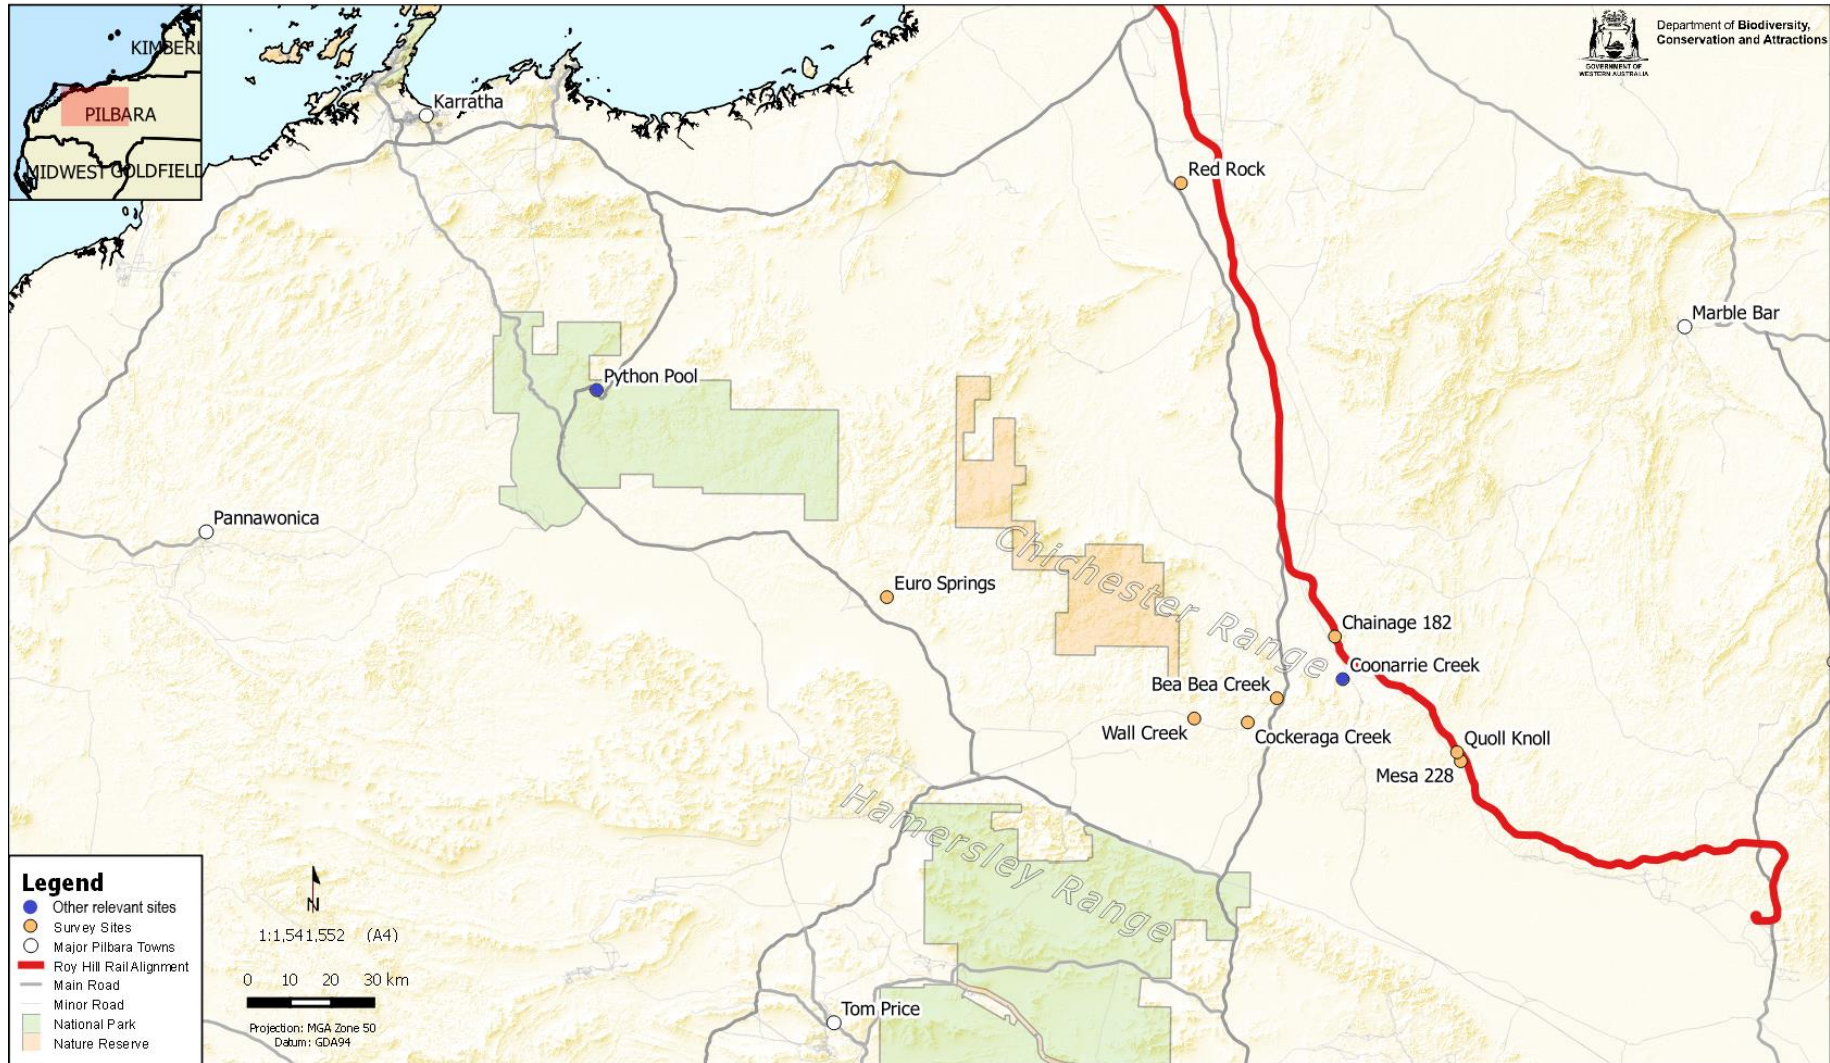 KIMBERL
PILBARA
MIDWEST GOLDFIELD
Department of Biodiversity,
Conservation and Attractions
GOVERNMENT OF
WESTERN AUSTRALIA
Karratha
Red Rock
Marble Bar
Python Pool
Pannawonica
Euro Springs
Chichester Range
Chainage 182
Coonarrie Creek
Bea Bea Creek
Wall Creek
Cockeraga Creek
Quoll Knoll
Mesa 228
Hamersley Range
Tom Price
Legend
Other relevant sites
Survey Sites
Major Pilbara Towns
Roy Hill Rail Alignment
Main Road
Minor Road
National Park
Nature Reserve
N
1:1,541,552 (A4)
0 10 20 30 km
Projection: MGA Zone 50
Datum: GDA94